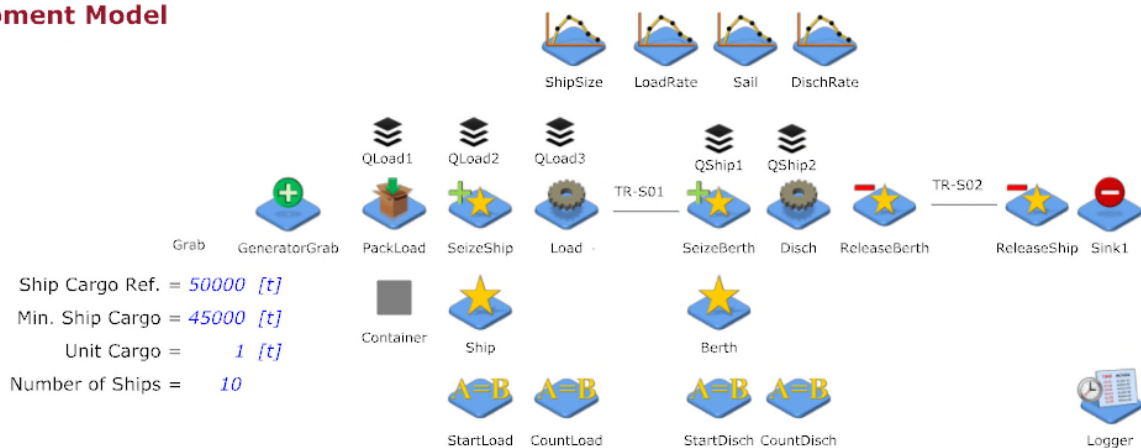 pment Model
ShipSize LoadRate Sail DischRate
QLoad1 QLoad2 QLoad3 QShip1 QShip2
TR-S01 TR-S02
Grab GeneratorGrab PackLoad SeizeShip Load SeizeBerth Disch ReleaseBerth ReleaseShip Sink1
Ship Cargo Ref. = 50000 [t]
Min. Ship Cargo = 45000 [t]
Unit Cargo = 1 [t]
Number of Ships = 10
Container Ship Berth
A=B A=B A=B A=B
StartLoad CountLoad StartDisch CountDisch Logger